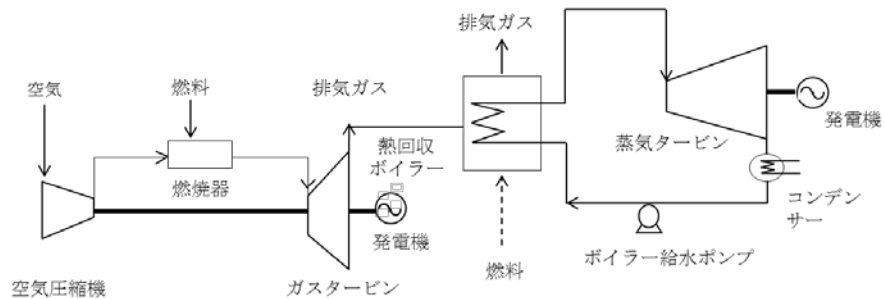 排気ガス
空気
燃料
排気ガス
発電機
熱回収
ボイラー
蒸気タービン
燃焼器
コンデン
サー
発電機
燃料
ボイラー給水ポンプ
空気圧縮機
ガスタービン